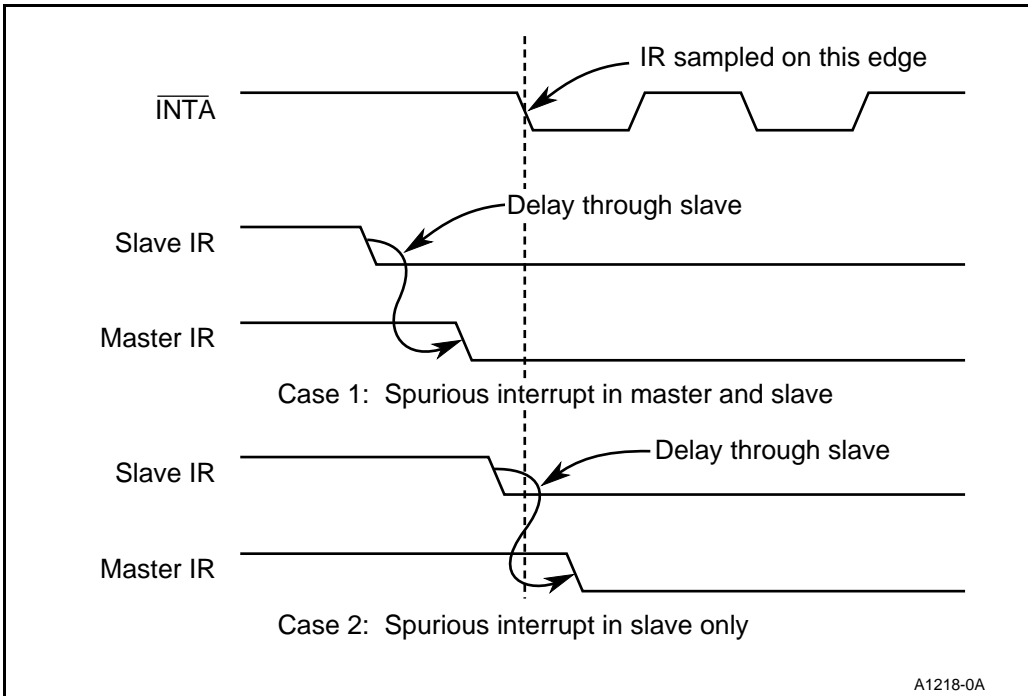 IR sampled on this edge
INTA
Delay through slave
Slave IR
Master IR
Case 1: Spurious interrupt in master and slave
Delay through slave
Slave IR
Master IR
Case 2: Spurious interrupt in slave only
A1218-0A